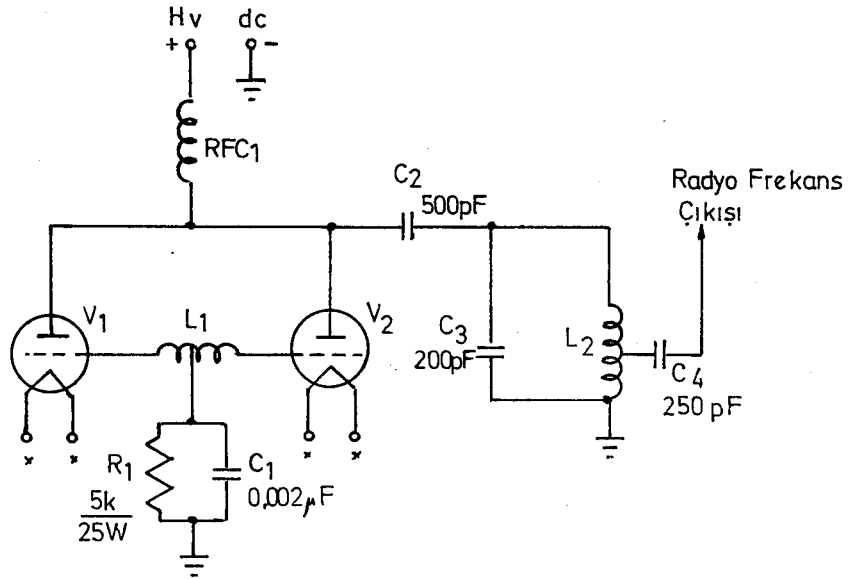 Hv dc
+ -
RFC1
C2
500pF
Radyo Frekans
Çıkışı
V1
L1
V2
C3
200pF
L2
C4
250 pF
* * * *
R1
5k
25W
C1
0,002µF